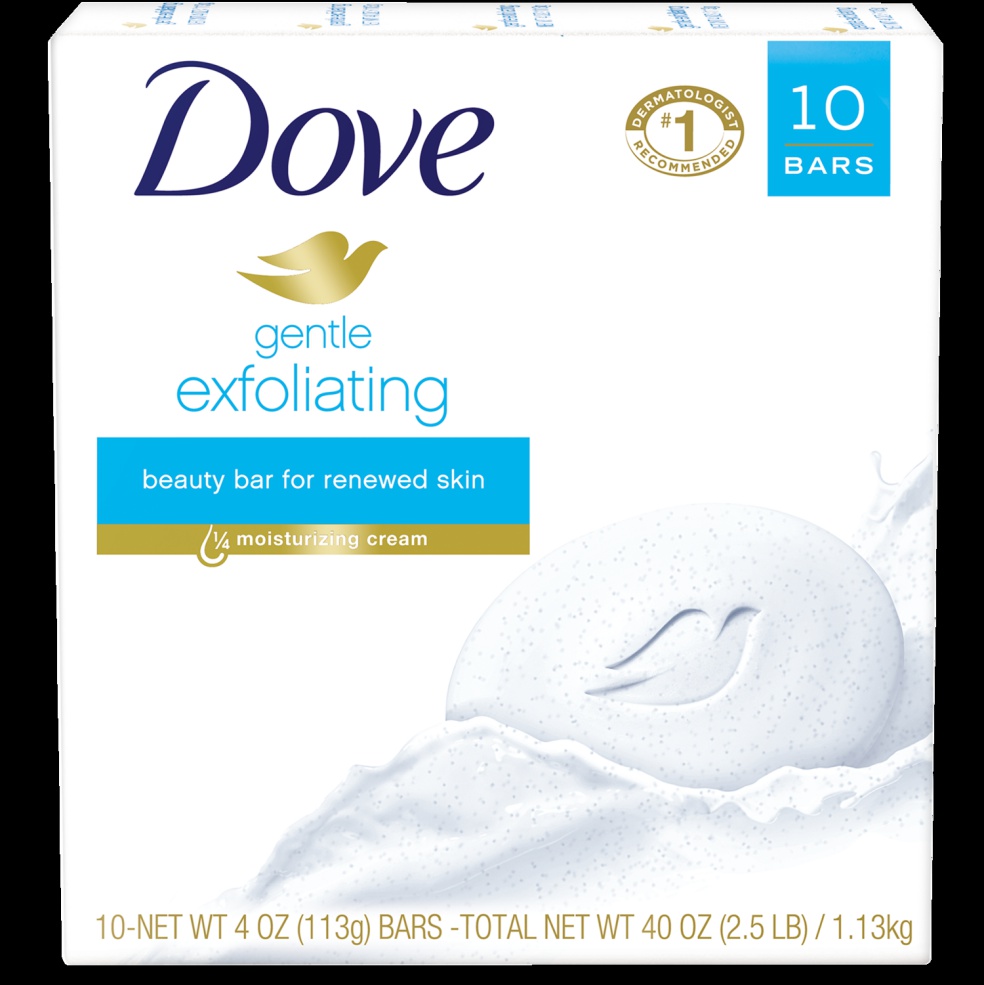 Dove
DERMATOLOGIST
#1
RECOMMENDED
10
BARS
gentle
exfoliating
beauty bar for renewed skin
1/4 moisturizing cream
10-NET WT 4 OZ (113g) BARS -TOTAL NET WT 40 OZ (2.5 LB) / 1.13kg